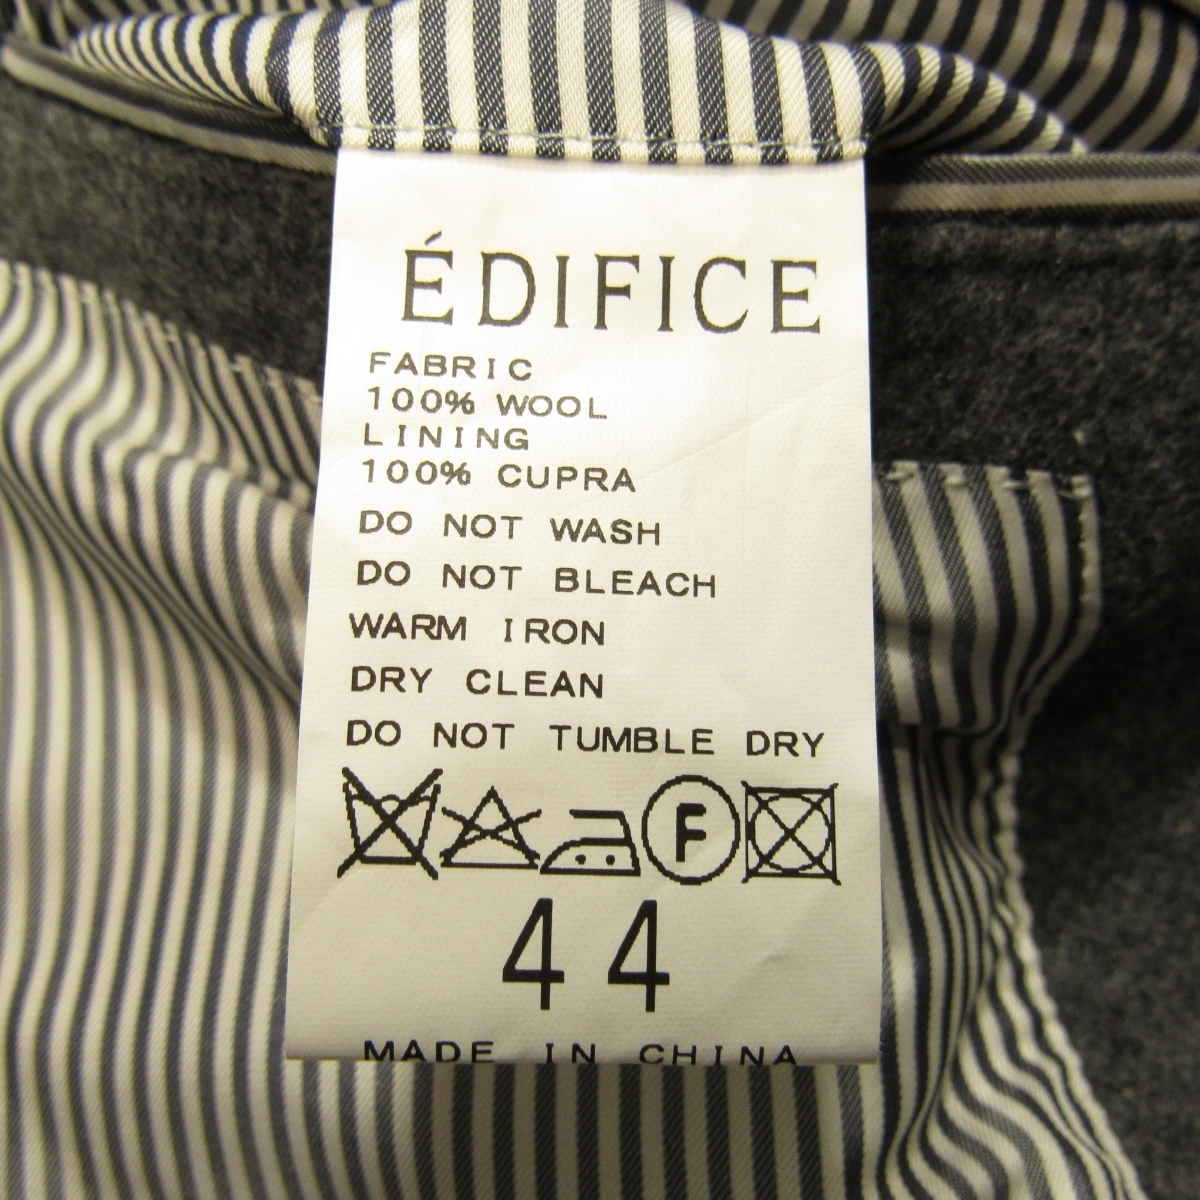 ÉDIFICE
FABRIC
100% WOOL
LINING
100% CUPRA
DO NOT WASH
DO NOT BLEACH
WARM IRON
DRY CLEAN
DO NOT TUMBLE DRY
F
44
MADE IN CHINA